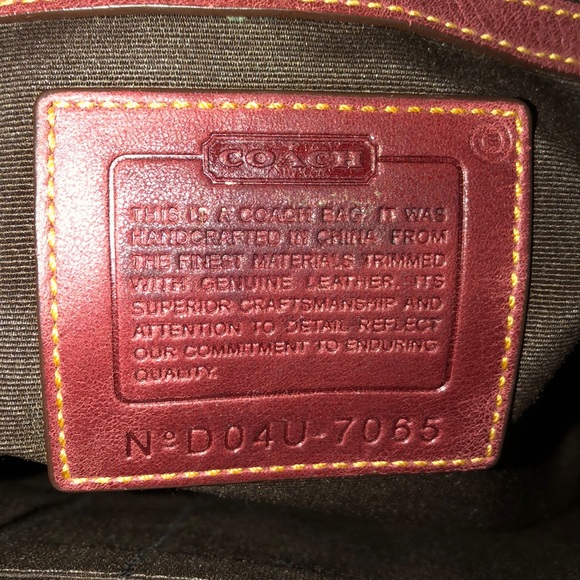 COACH
THIS IS A COACH BAG. IT WAS
HANDCRAFTED IN CHINA FROM
THE FINEST MATERIALS TRIMMED
WITH GENUINE LEATHER. ITS
SUPERIOR CRAFTSMANSHIP AND
ATTENTION TO DETAIL REFLECT
OUR COMMITMENT TO ENDURING
QUALITY.
NºD04U-7065